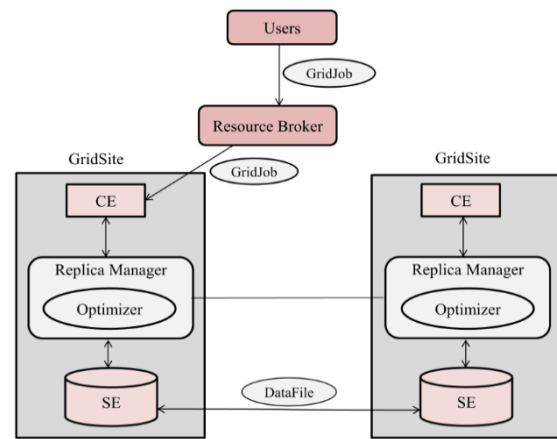 Users
GridJob
Resource Broker
GridSite
GridSite
GridJob
CE
CE
Replica Manager
Replica Manager
Optimizer
Optimizer
DataFile
SE
SE